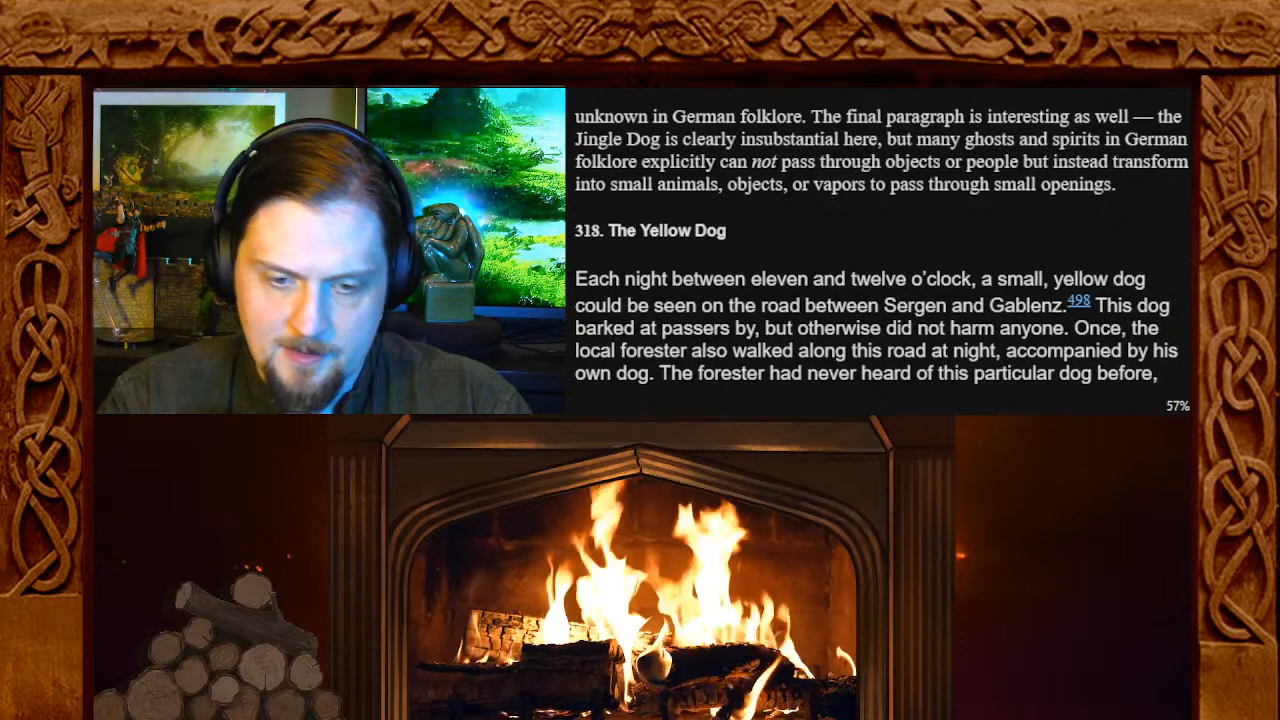 unknown in German folklore. The final paragraph is interesting as well — the
Jingle Dog is clearly insubstantial here, but many ghosts and spirits in German
folklore explicitly can not pass through objects or people but instead transform
into small animals, objects, or vapors to pass through small openings.
318. The Yellow Dog
Each night between eleven and twelve o’clock, a small, yellow dog
could be seen on the road between Sergen and Gablenz.498 This dog
barked at passers by, but otherwise did not harm anyone. Once, the
local forester also walked along this road at night, accompanied by his
own dog. The forester had never heard of this particular dog before,
57%